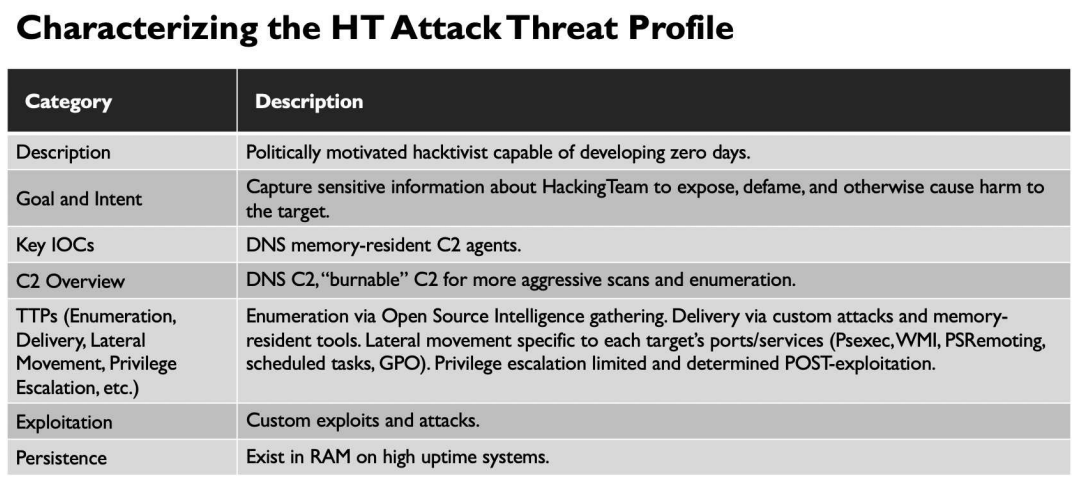 Characterizing the HT Attack Threat Profile
Category Description
Description Politically motivated hacktivist capable of developing zero days.
Goal and Intent Capture sensitive information about HackingTeam to expose, defame, and otherwise cause harm to
the target.
Key IOCs DNS memory-resident C2 agents.
C2 Overview DNS C2, “burnable” C2 for more aggressive scans and enumeration.
TTPs (Enumeration,
Delivery, Lateral
Movement, Privilege
Escalation, etc.)
Enumeration via Open Source Intelligence gathering. Delivery via custom attacks and memory-
resident tools. Lateral movement specific to each target’s ports/services (Psexec, WMI, PSRemoting,
scheduled tasks, GPO). Privilege escalation limited and determined POST-exploitation.
Exploitation Custom exploits and attacks.
Persistence Exist in RAM on high uptime systems.